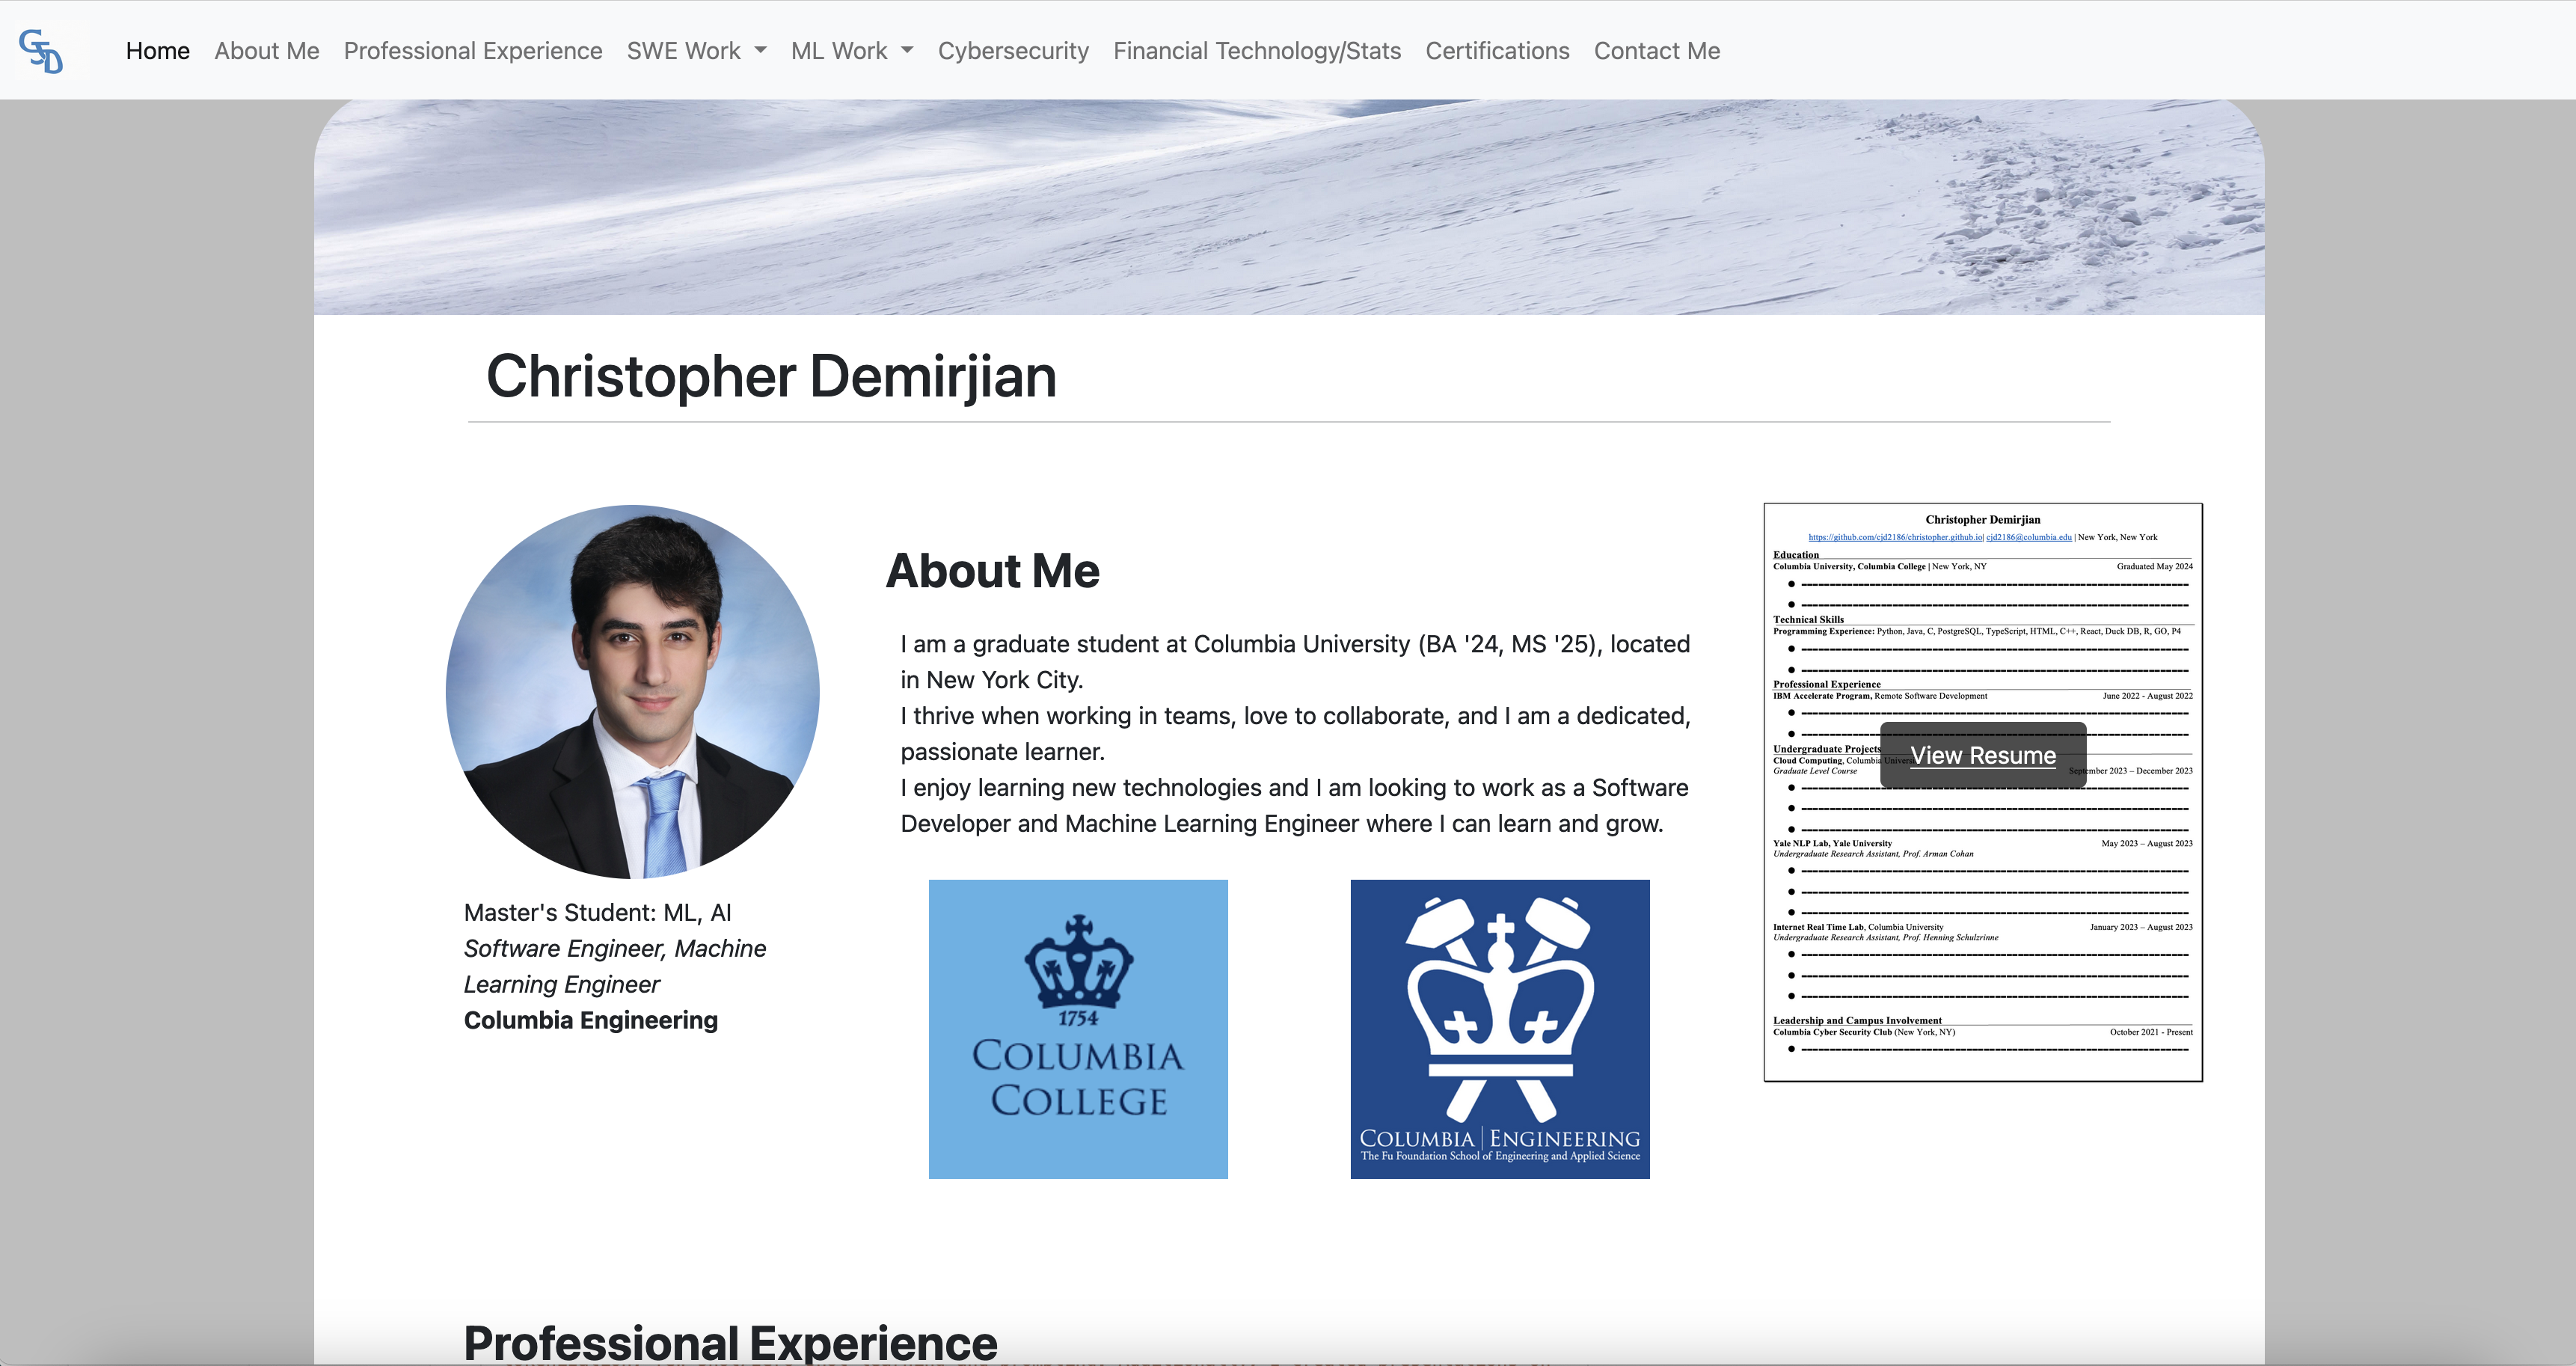 GJD
Home About Me Professional Experience SWE Work ML Work Cybersecurity Financial Technology/Stats Certifications Contact Me
Christopher Demirjian
Master's Student: ML, AI
Software Engineer, Machine
Learning Engineer
Columbia Engineering
About Me
I am a graduate student at Columbia University (BA '24, MS '25), located
in New York City.
I thrive when working in teams, love to collaborate, and I am a dedicated,
passionate learner.
I enjoy learning new technologies and I am looking to work as a Software
Developer and Machine Learning Engineer where I can learn and grow.
1754
COLUMBIA
COLLEGE
COLUMBIA | ENGINEERING
The Fu Foundation School of Engineering and Applied Science
Christopher Demirjian
https://github.com/cjd2186/christopher.github.io| cjd2186@columbia.edu | New York, New York
Education
Columbia University, Columbia College | New York, NY Graduated May 2024
Technical Skills
Programming Experience: Python, Java, C, PostgreSQL, TypeScript, HTML, C++, React, Duck DB, R, GO, P4
Professional Experience
IBM Accelerate Program, Remote Software Development June 2022 - August 2022
Undergraduate Projects
View Resume
Cloud Computing, Columbia
Graduate Level Course September 2023 – December 2023
Yale NLP Lab, Yale University May 2023 – August 2023
Undergraduate Research Assistant, Prof. Arman Cohan
Internet Real Time Lab, Columbia University January 2023 – August 2023
Undergraduate Research Assistant, Prof. Henning Schulzrinne
Leadership and Campus Involvement
Columbia Cyber Security Club (New York, NY) October 2021 - Present
Professional Experience